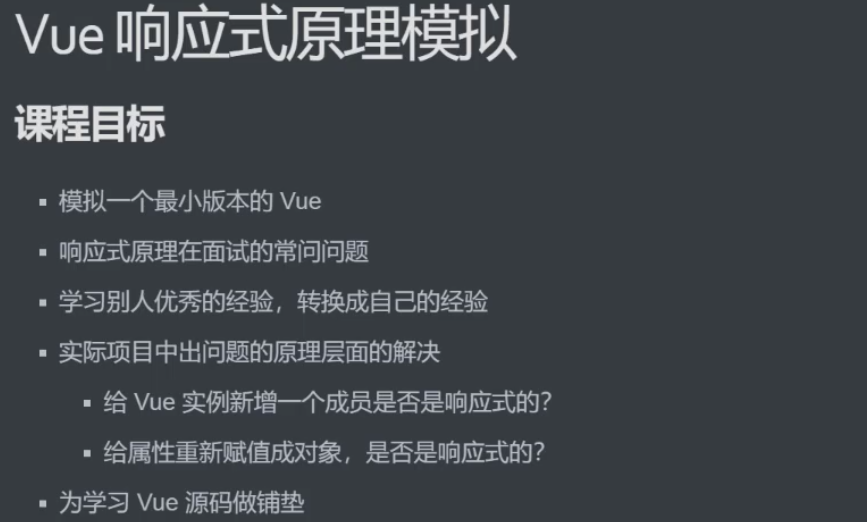 Vue 响应式原理模拟
课程目标
模拟一个最小版本的 Vue
响应式原理在面试的常问问题
学习别人优秀的经验，转换成自己的经验
实际项目中出问题的原理层面的解决
给 Vue 实例新增一个成员是否是响应式的？
给属性重新赋值成对象，是否是响应式的？
为学习 Vue 源码做铺垫